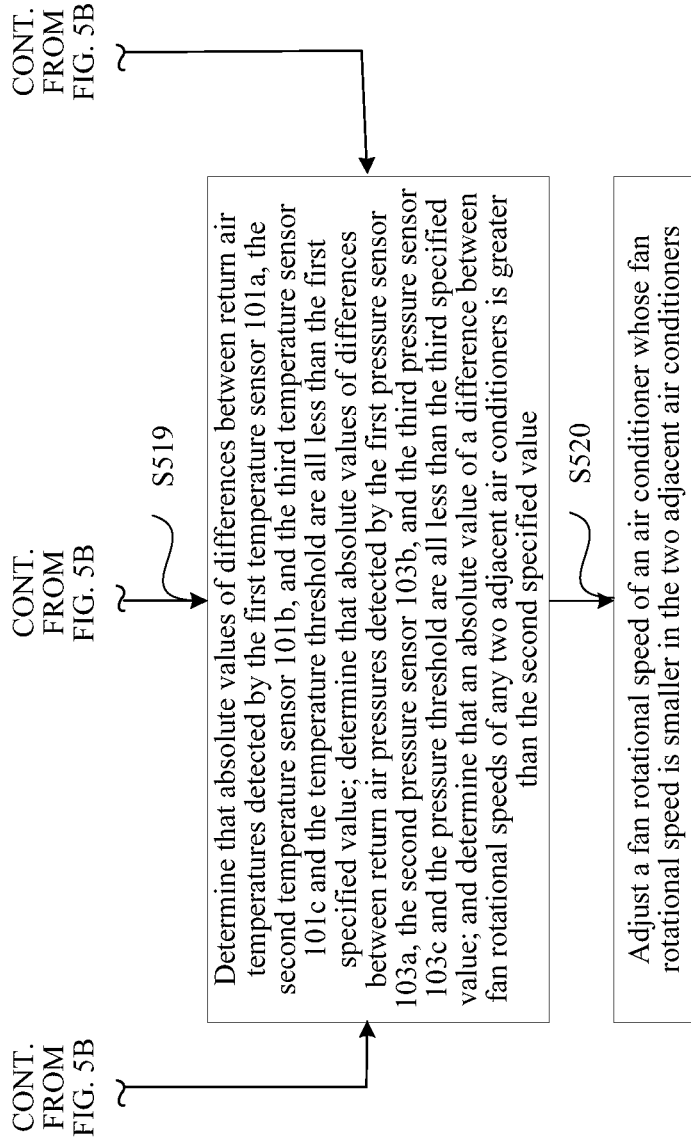 CONT.
FROM
FIG. 5B
CONT.
FROM
FIG. 5B
CONT.
FROM
FIG. 5B
S519
Determine that absolute values of differences between return air
temperatures detected by the first temperature sensor 101a, the
second temperature sensor 101b, and the third temperature sensor
101c and the temperature threshold are all less than the first
specified value; determine that absolute values of differences
between return air pressures detected by the first pressure sensor
103a, the second pressure sensor 103b, and the third pressure sensor
103c and the pressure threshold are all less than the third specified
value; and determine that an absolute value of a difference between
fan rotational speeds of any two adjacent air conditioners is greater
than the second specified value
S520
Adjust a fan rotational speed of an air conditioner whose fan
rotational speed is smaller in the two adjacent air conditioners